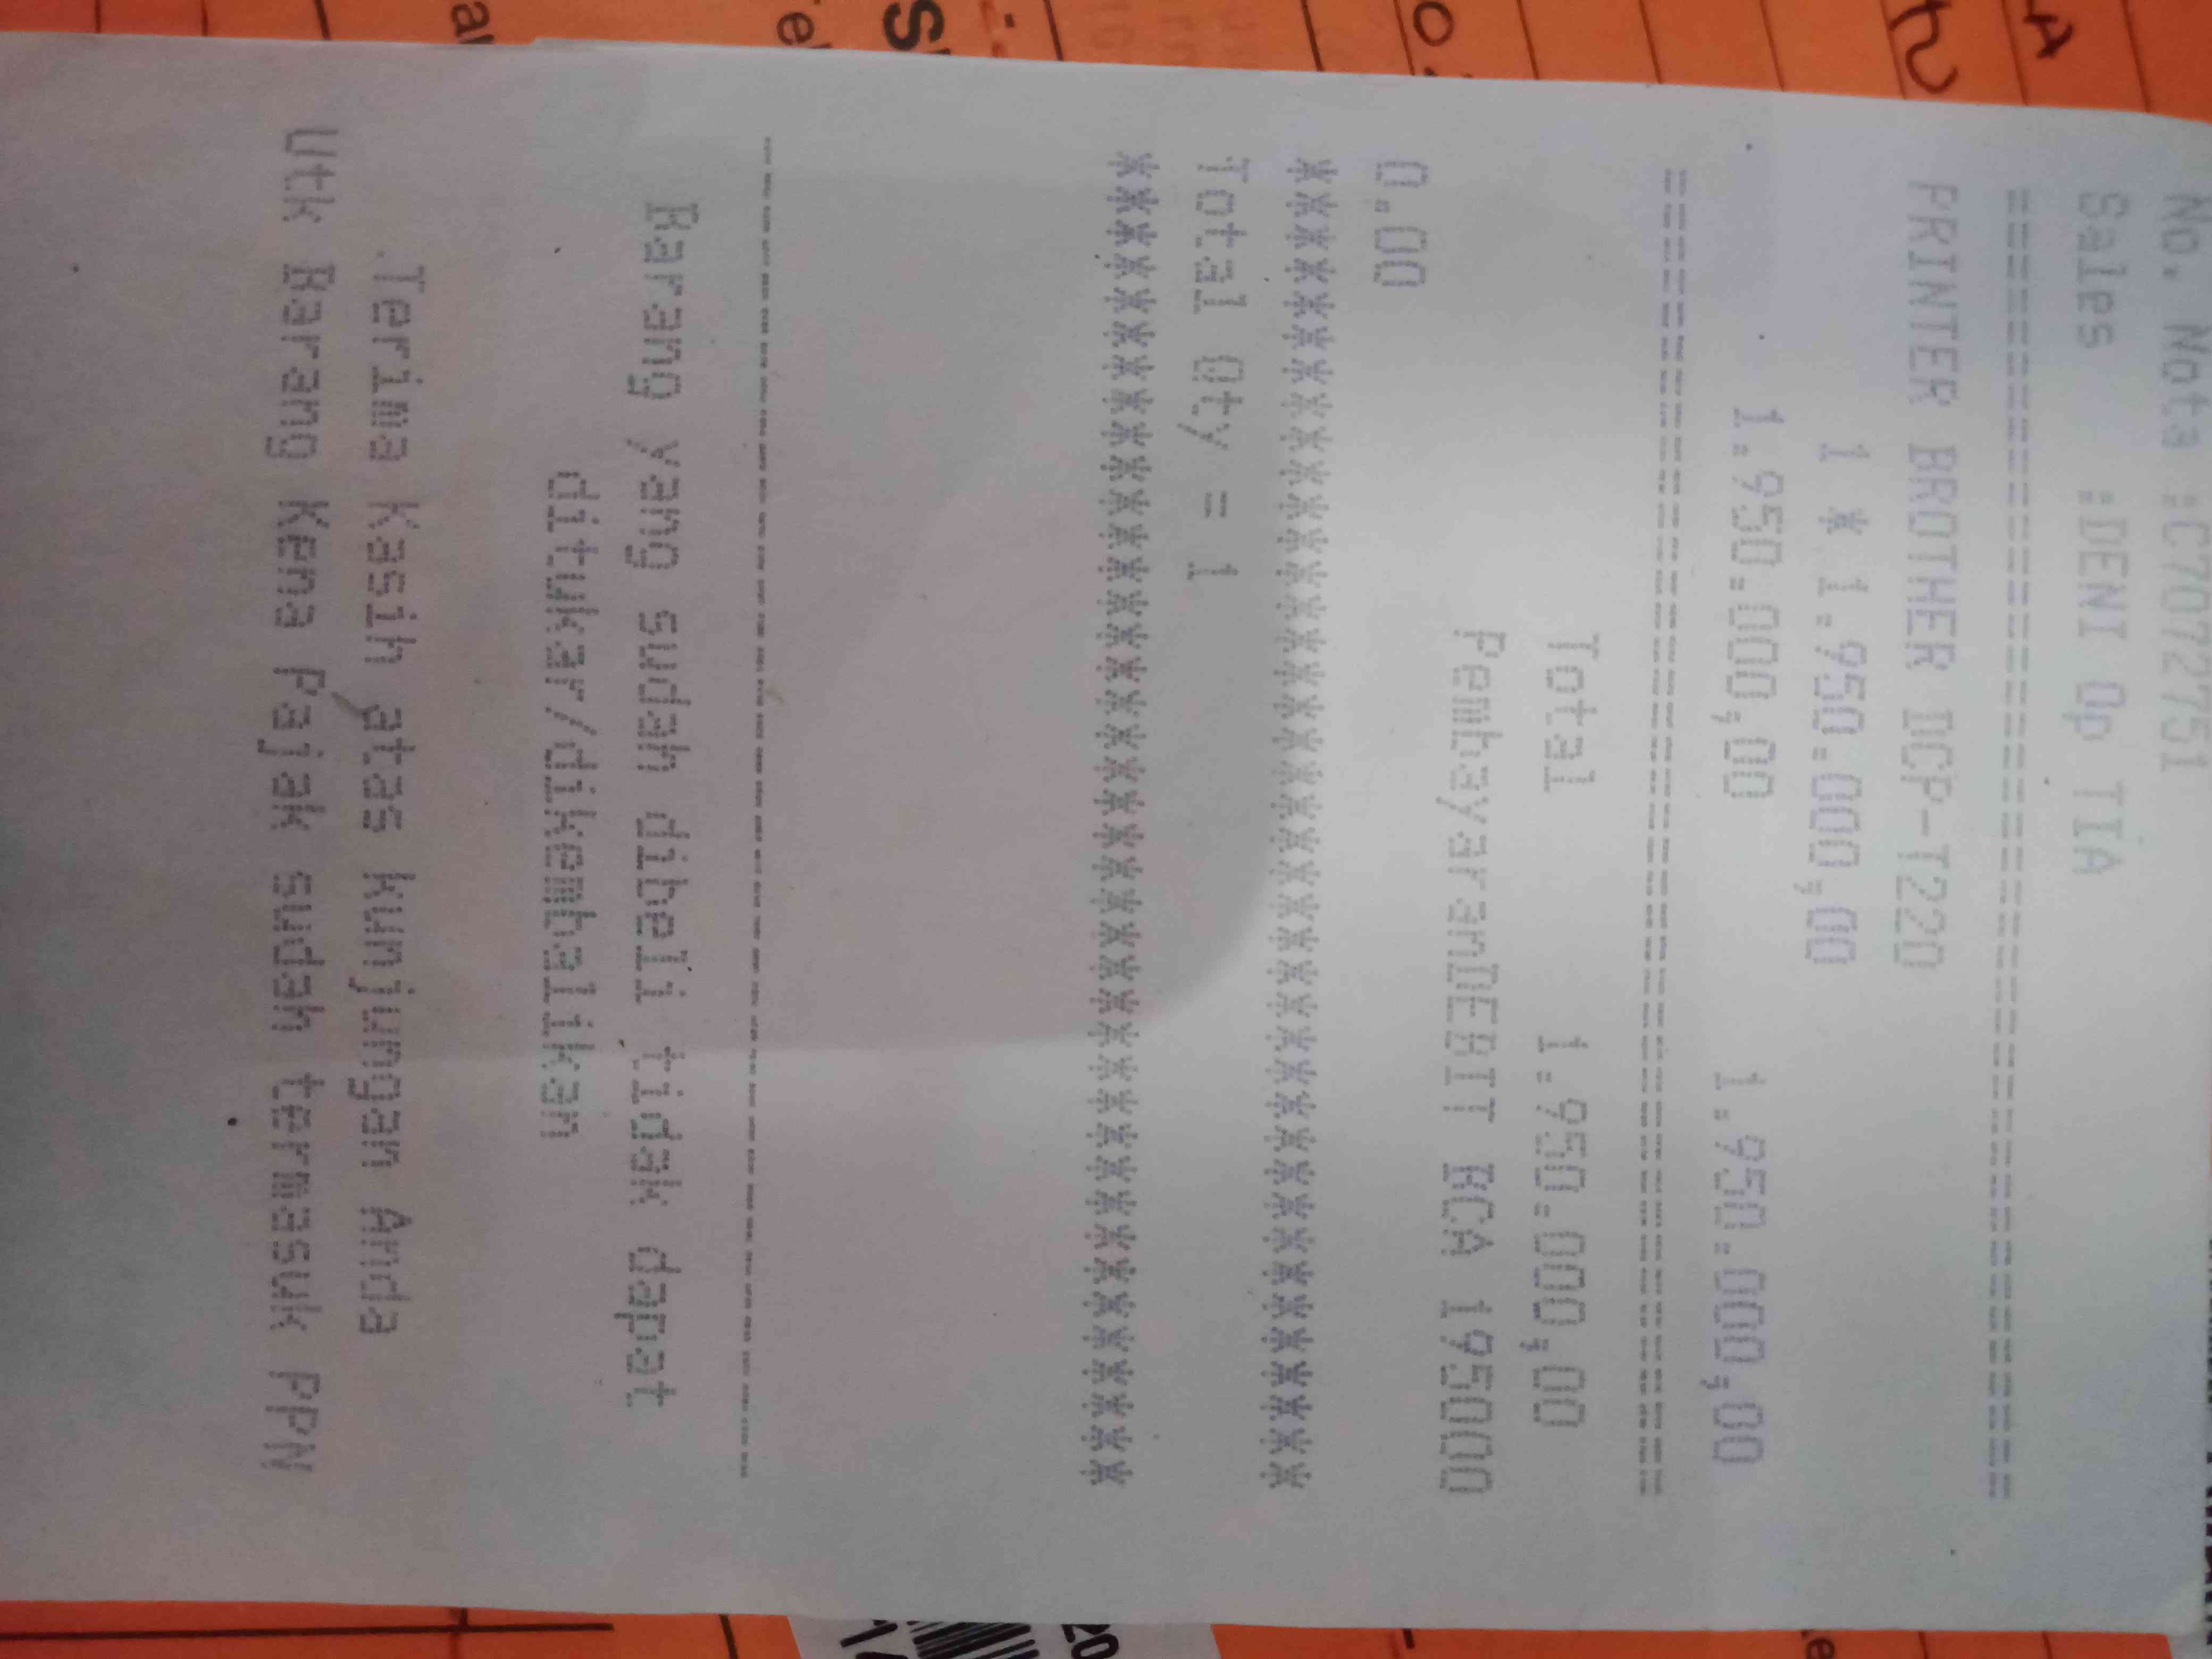 No. Nota :C7072751
Sales :DENI Op TIA
======================================
PRINTER BROTHER DCP-T220
1 * 1.950.000,00
1.950.000,00 1.950.000,00
======================================
Total 1.950.000,00
PembayaranDEBIT BCA 195000
0.00
****************************************
Total Qty = 1
****************************************
----------------------------------------
Barang yang sudah dibeli tidak dapat
ditukar/dikembalikan
Terima Kasih atas kunjungan Anda
Utk Barang Kena Pajak sudah termasuk PPN